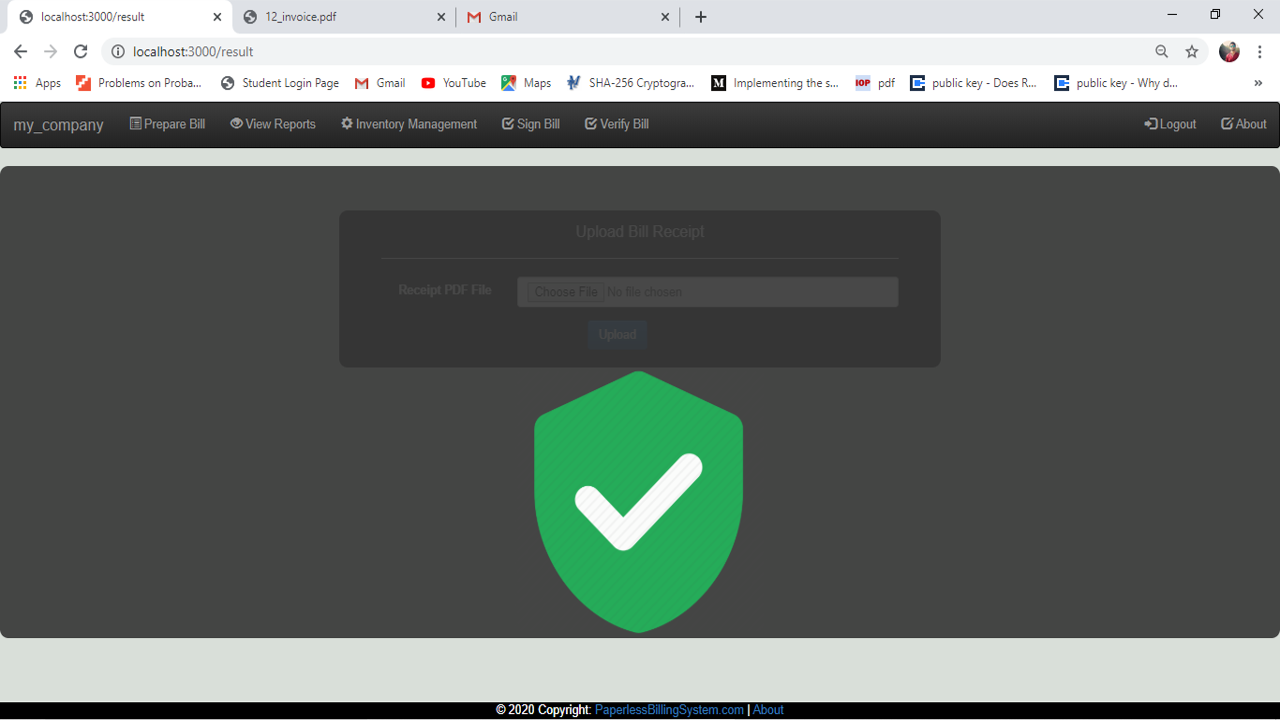 localhost:3000/result
12_invoice.pdf
Gmail
localhost:3000/result
Apps
Problems on Proba...
Student Login Page
Gmail
YouTube
Maps
SHA-256 Cryptogra...
M Implementing the s...
IOP pdf
public key - Does R...
public key - Why d...
»
my_company
Prepare Bill
View Reports
Inventory Management
Sign Bill
Verify Bill
Logout
About
Upload Bill Receipt
Receipt PDF File
Choose File No file chosen
Upload
© 2020 Copyright: PaperlessBillingSystem.com | About